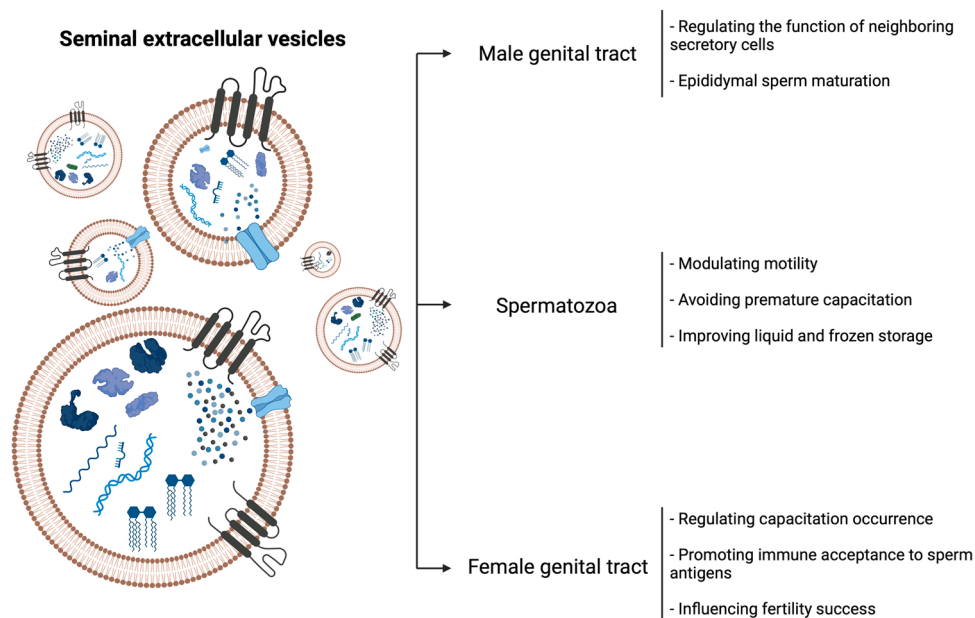 Seminal extracellular vesicles
Male genital tract
- Regulating the function of neighboring
secretory cells
- Epididymal sperm maturation
Spermatozoa
- Modulating motility
- Avoiding premature capacitation
- Improving liquid and frozen storage
Female genital tract
- Regulating capacitation occurrence
- Promoting immune acceptance to sperm
antigens
- Influencing fertility success